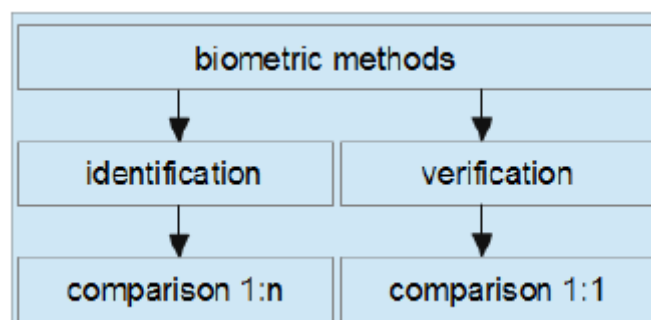 biometric methods
identification
verification
comparison 1:n
comparison 1:1